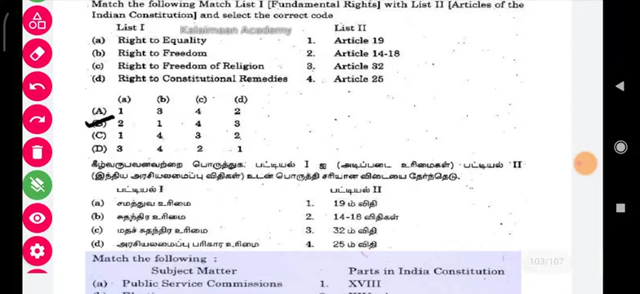 Match the following Match List I [Fundamental Rights] with List II [Articles of the
Indian Constitution] and select the correct code
Kalaimaan Academy
List I List II
(a) Right to Equality 1. Article 19
(b) Right to Freedom 2. Article 14-18
(c) Right to Freedom of Religion 3. Article 32
(d) Right to Constitutional Remedies 4. Article 25
(a) (b) (c) (d)
(A) 1 3 4 2
(B) 2 1 4 3
(C) 1 4 3 2
(D) 3 4 2 1
கீழ்வருபவனவற்றை பொருத்துக பட்டியல் I ஐ (அடிப்படை உரிமைகள்) பட்டியல் II
(இந்திய அரசியலமைப்பு விதிகள்) உடன் பொருத்தி சரியான விடையை தேர்ந்தெடு.
பட்டியல் I பட்டியல் II
(a) சமத்துவ உரிமை 1. 19 ம் விதி
(b) சுதந்திர உரிமை 2. 14-18 விதிகள்
(c) மதச் சுதந்திர உரிமை 3. 32 ம் விதி
(d) அரசியலமைப்பு பரிகார உரிமை 4. 25 ம் விதி
103/107
Match the following :
Subject Matter Parts in India Constitution
(a) Public Service Commissions 1. XVIII